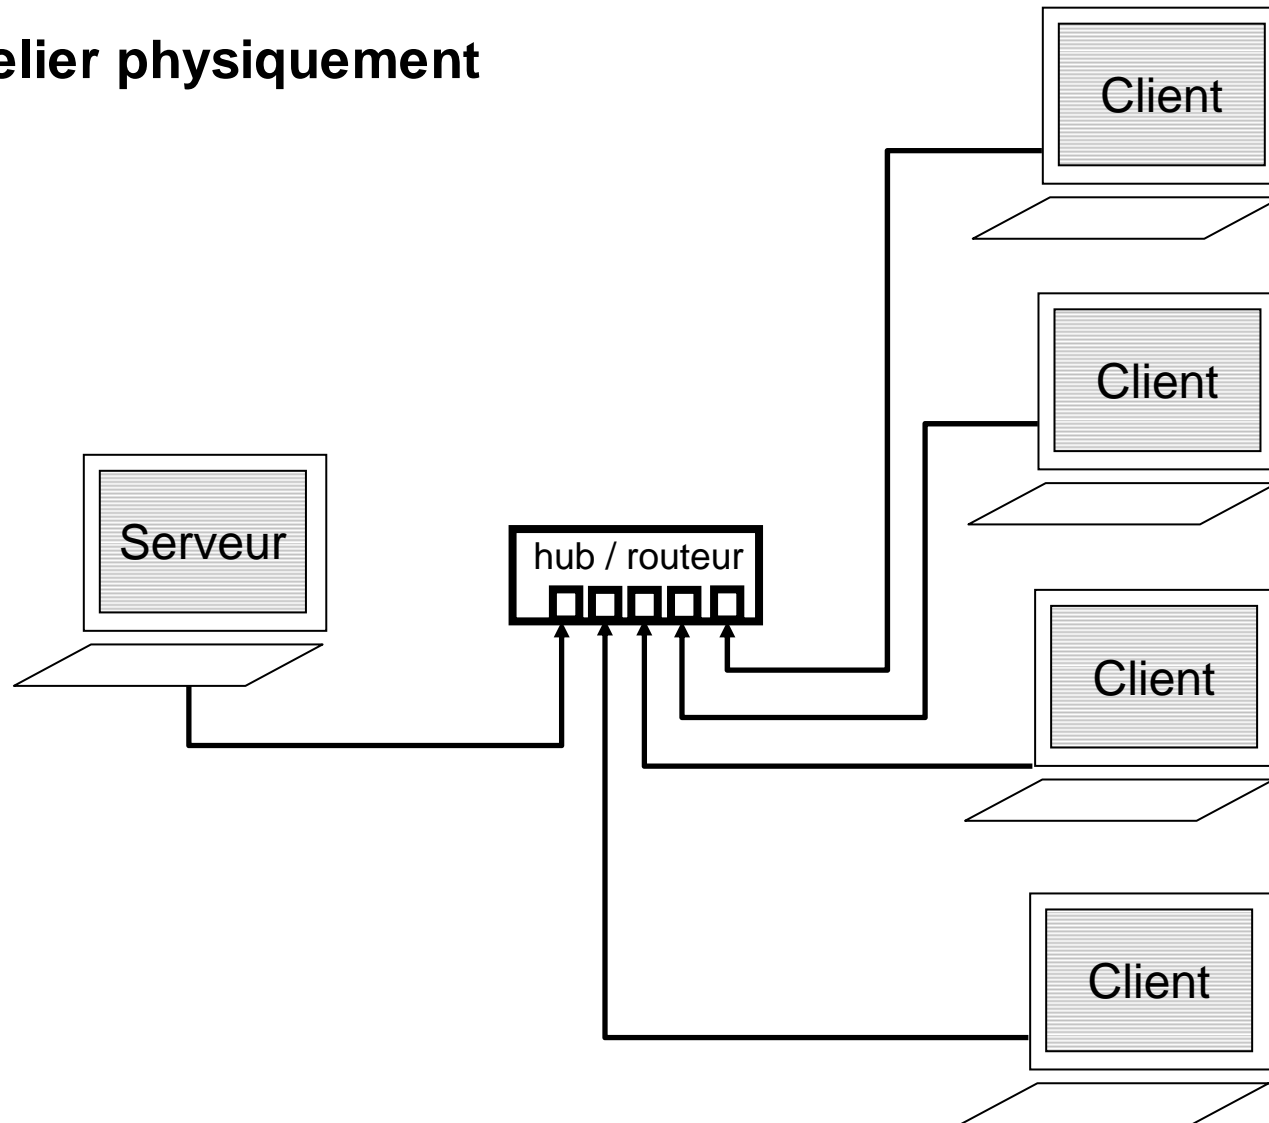 elier physiquement
Client
Client
Serveur
hub / routeur
Client
Client